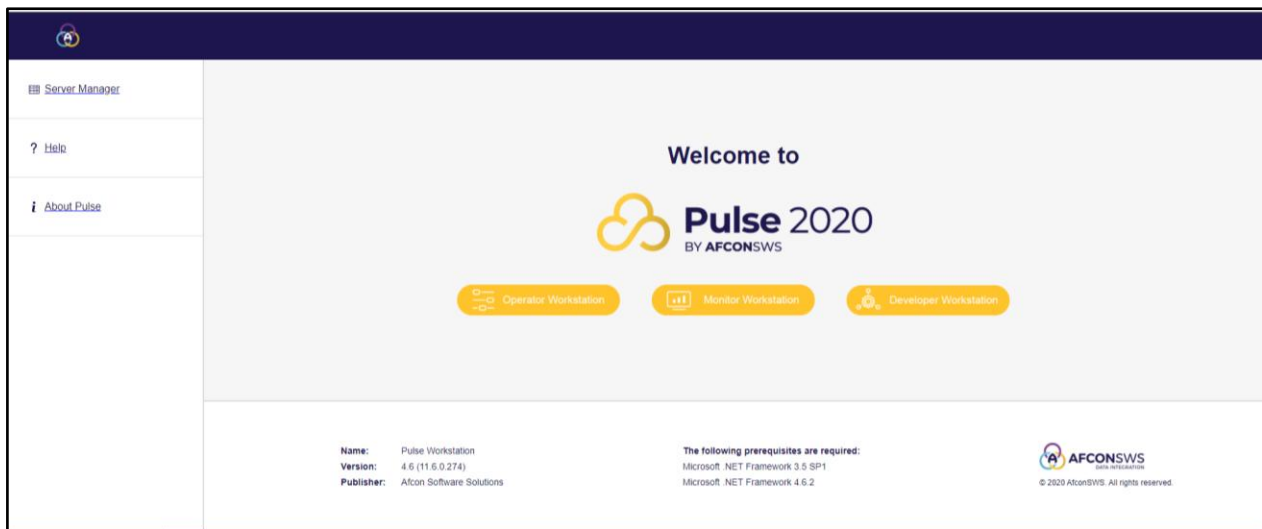 A
Server Manager
? Help
i About Pulse
Welcome to
Pulse 2020
BY AFCONSWS
Operator Workstation
Monitor Workstation
Developer Workstation
Name: Pulse Workstation
Version: 4.6 (11.6.0.274)
Publisher: Afcon Software Solutions
The following prerequisites are required:
Microsoft .NET Framework 3.5 SP1
Microsoft .NET Framework 4.6.2
A AFCONSWS
DATA INTEGRATION
© 2020 AfconSWS. All rights reserved.